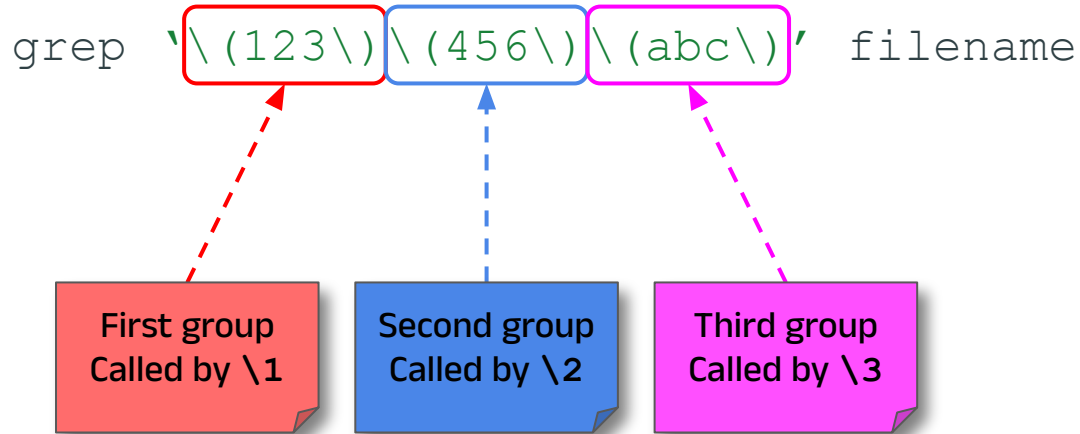 grep ‘\(123\)\(456\)\(abc\)’ filename
First group
Called by \1
Second group
Called by \2
Third group
Called by \3